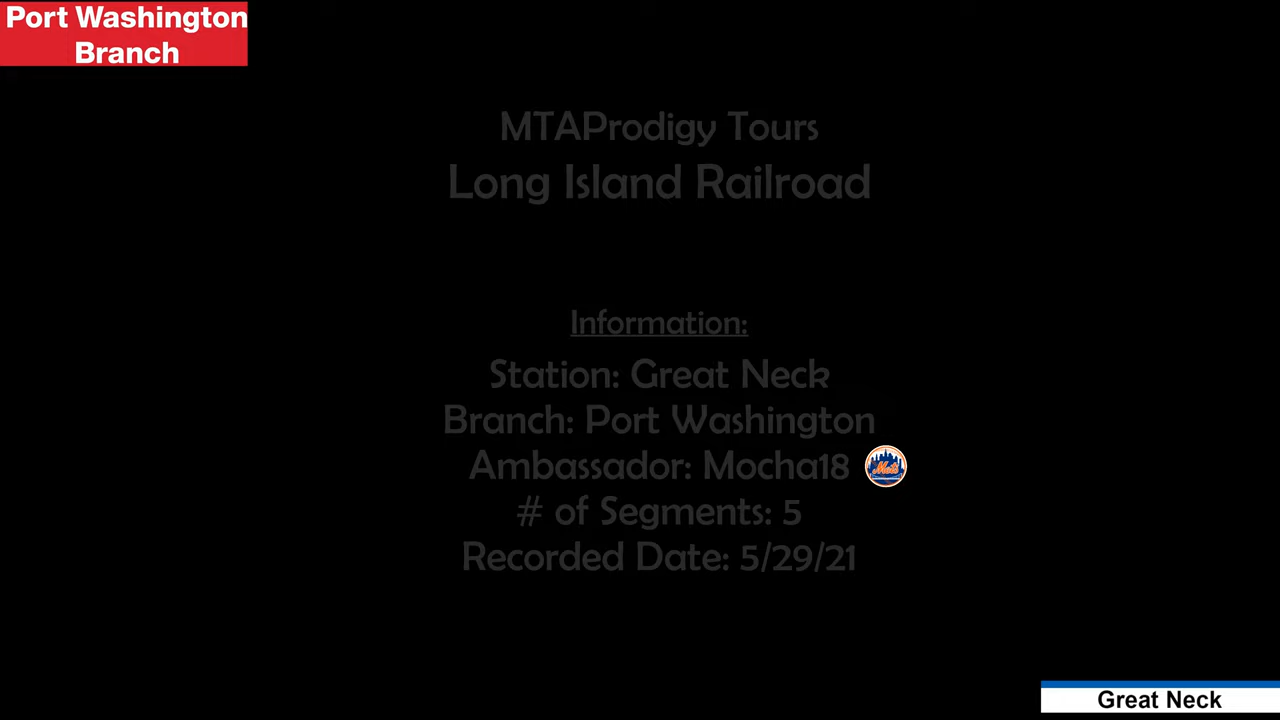 Port Washington
Branch
MTAProdigy Tours
Long Island Railroad
Information:
Station: Great Neck
Branch: Port Washington
Ambassador: Mocha18
Mets
# of Segments: 5
Recorded Date: 5/29/21
Great Neck